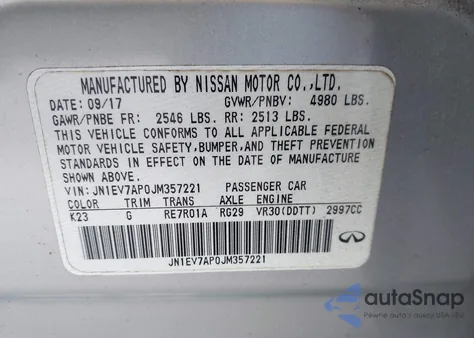 MANUFACTURED BY NISSAN MOTOR CO.,LTD.
DATE: 09/17 GVWR/PNBV: 4980 LBS.
GAWR/PNBE FR: 2546 LBS. RR: 2513 LBS.
THIS VEHICLE CONFORMS TO ALL APPLICABLE FEDERAL
MOTOR VEHICLE SAFETY,BUMPER,AND THEFT PREVENTION
STANDARDS IN EFFECT ON THE DATE OF MANUFACTURE
SHOWN ABOVE.
VIN: JN1EV7AP0JM357221 PASSENGER CAR
COLOR TRIM TRANS AXLE ENGINE
K23 G RE7R01A RG29 VR30(DDTT) 2997CC
JN1EV7AP0JM357221
autoSnap